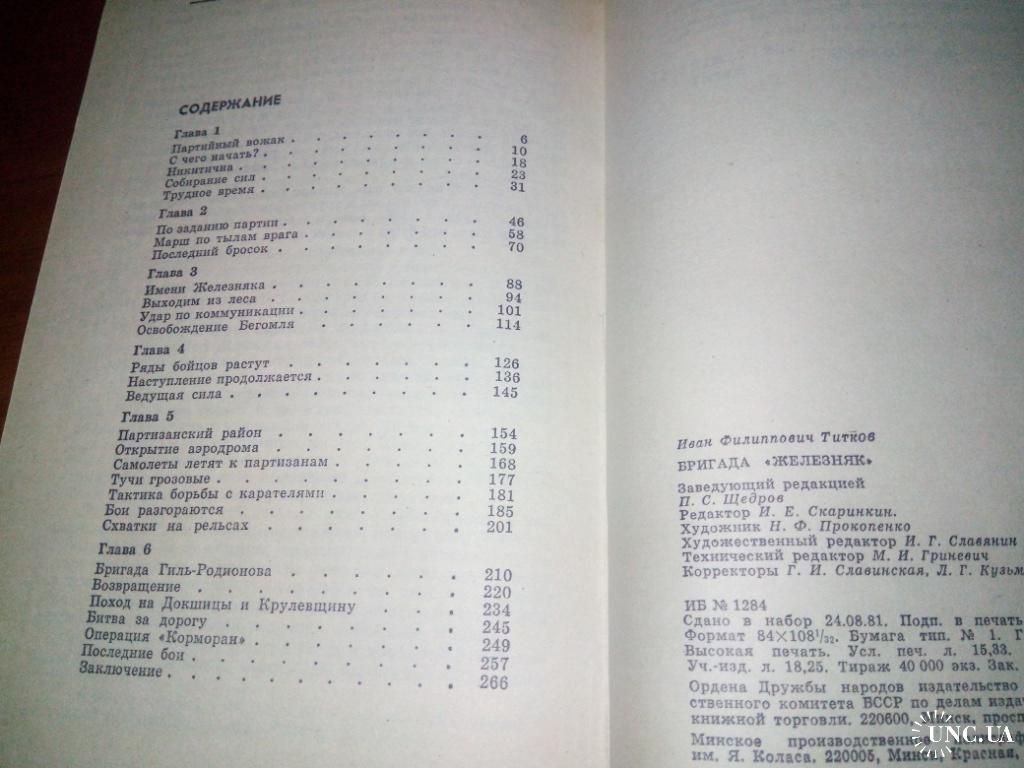 СОДЕРЖАНИЕ
Глава 1
Партийный вожак . . . . . . . 6
С чего начать? . . . . . . . 10
Никитична . . . . . . . 18
Собирание сил . . . . . . . 23
Трудное время . . . . . . . 31
Глава 2
По заданию партии . . . . . . . 46
Марш по тылам врага . . . . . . 58
Последний бросок . . . . . . . 70
Глава 3
Имени Железняка . . . . . . . 88
Выходим из леса . . . . . . . 94
Удар по коммуникации . . . . . . 101
Освобождение Бегомля . . . . . . 114
Глава 4
Ряды бойцов растут . . . . . . 126
Наступление продолжается . . . . . . 136
Ведущая сила . . . . . . . 145
Глава 5
Партизанский район . . . . . . 154
Открытие аэродрома . . . . . . 159
Самолеты летят к партизанам . . . . . 168
Тучи грозовые . . . . . . . 177
Тактика борьбы с карателями . . . . . 181
Бои разгораются . . . . . . . 185
Схватки на рельсах . . . . . . 201
Глава 6
Бригада Гиль-Родионова . . . . . . 210
Возвращение . . . . . . . 220
Поход на Докшицы и Крулевщину . . . . 234
Битва за дорогу . . . . . . . 245
Операция «Корморан» . . . . . . 249
Последние бои . . . . . . . 257
Заключение . . . . . . . 266
Иван Филиппович Титков
БРИГАДА «ЖЕЛЕЗНЯК»
Заведующий редакцией
П. С. Щедров
Редактор И. Е. Скаринкин.
Художник Н. Ф. Прокопенко
Художественный редактор И. Г. Славянин
Технический редактор М. И. Гриневич
Корректоры Г. И. Славинская, Л. Г. Кузьм
ИБ № 1284
Сдано в набор 24.08.81. Подп. в печать
Формат 84×108¹/₃₂. Бумага тип. № 1. Г
Высокая печать. Усл. печ. л. 15,33.
Уч.-изд. л. 18,25. Тираж 40 000 экз. Зак.
Ордена Дружбы народов издательство
ственного комитета БССР по делам изда
книжной торговли. 220600, Минск, просп
Минское производственн
им. Я. Коласа. 220005, Минск, Красная,
UNC.UA